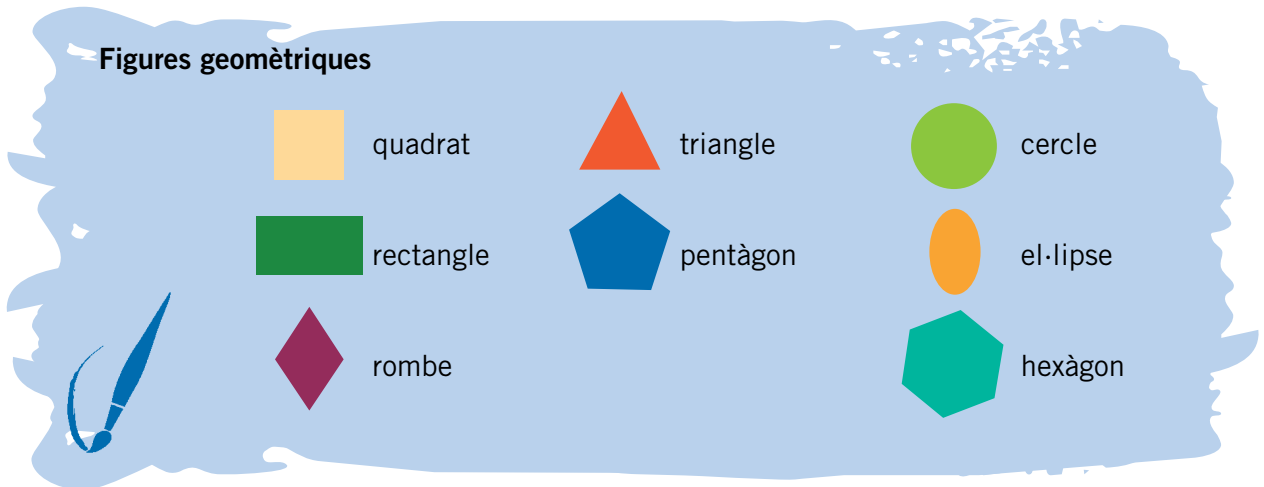 Figures geomètriques
quadrat triangle cercle
rectangle pentàgon el·lipse
rombe hexàgon